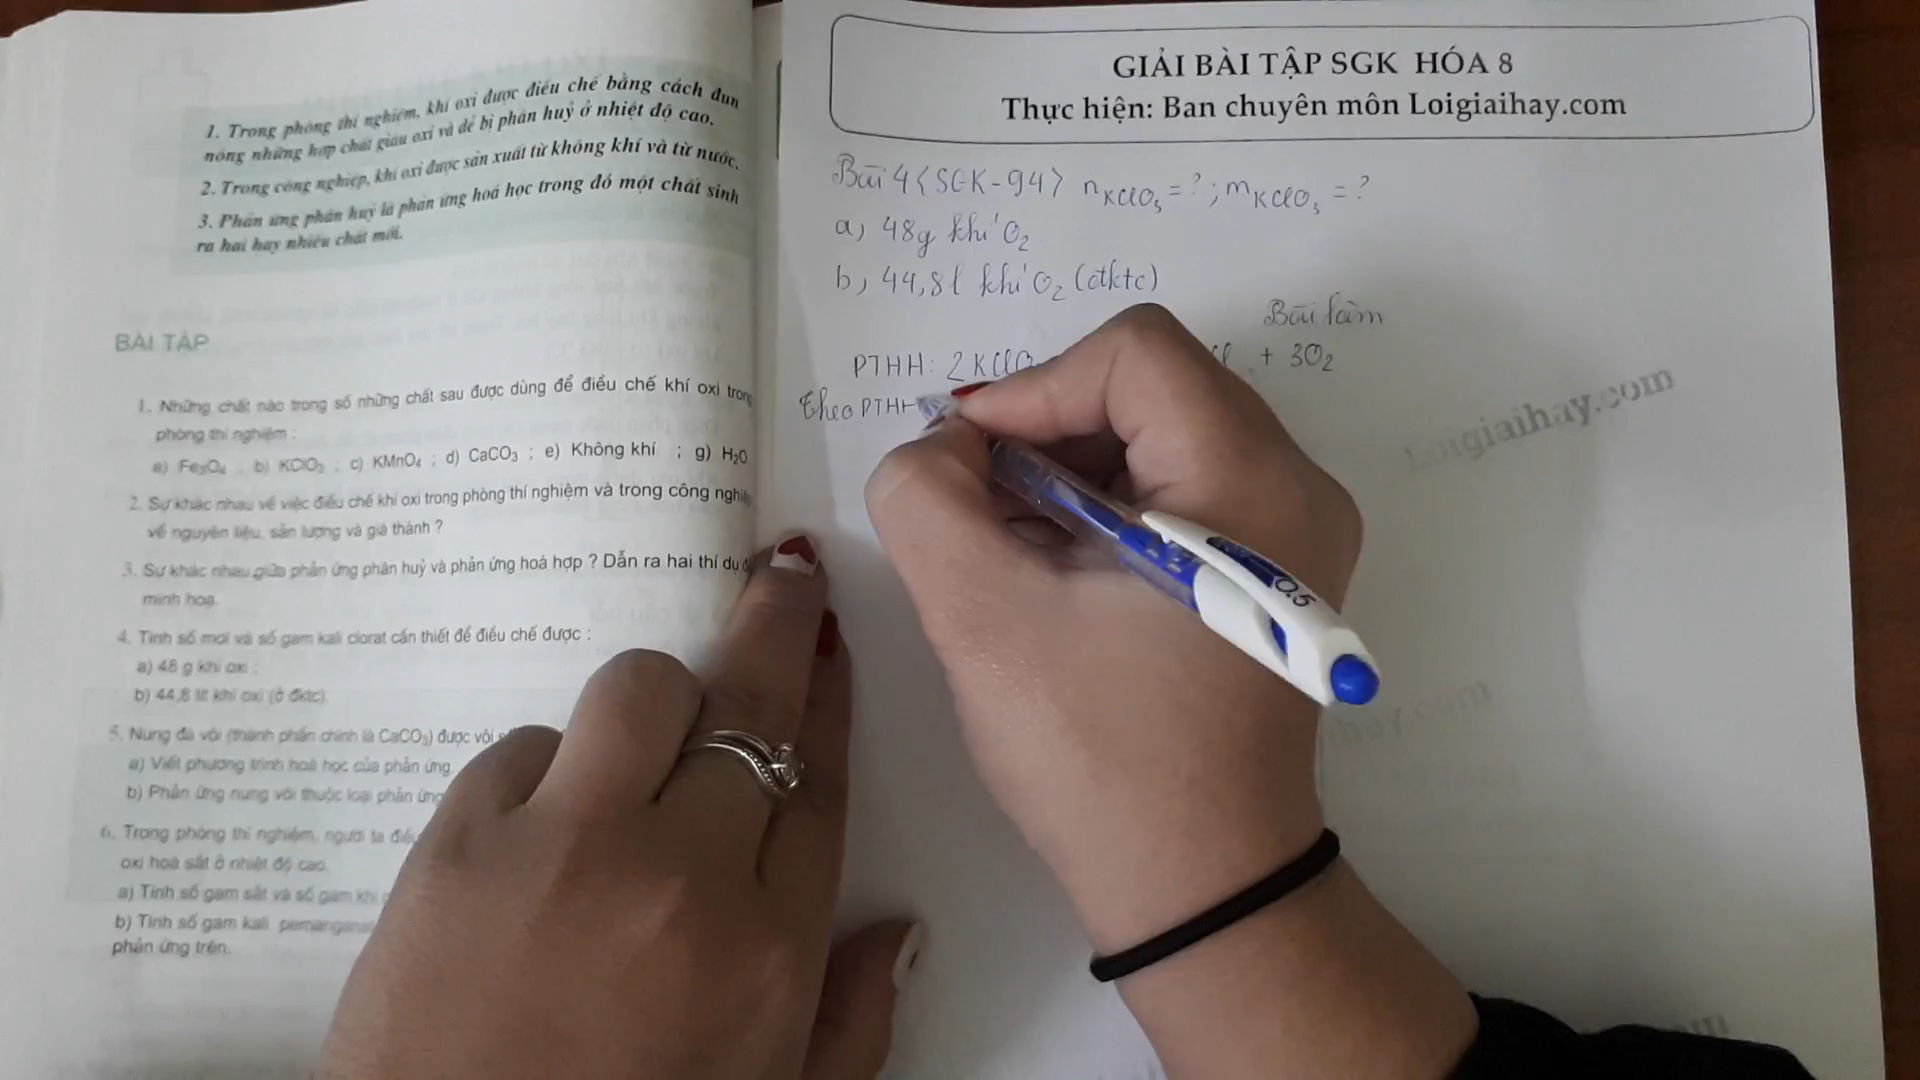 1. Trong phòng thí nghiệm, khí oxi được điều chế bằng cách đun
nóng những hợp chất giàu oxi và dễ bị phân huỷ ở nhiệt độ cao.
2. Trong công nghiệp, khí oxi được sản xuất từ không khí và từ nước.
3. Phản ứng phân huỷ là phản ứng hoá học trong đó một chất sinh
ra hai hay nhiều chất mới.
BÀI TẬP
1. Những chất nào trong số những chất sau được dùng để điều chế khí oxi trong
phòng thí nghiệm :
a) Fe₃O₄ ; b) KClO₃ ; c) KMnO₄ ; d) CaCO₃ ; e) Không khí ; g) H₂O
2. Sự khác nhau về việc điều chế khí oxi trong phòng thí nghiệm và trong công
về nguyên liệu, sản lượng và giá thành ?
3. Sự khác nhau giữa phản ứng phân huỷ và phản ứng hoá hợp ? Dẫn ra hai thí dụ
minh hoạ.
4. Tính số mol và số gam kali clorat cần thiết để điều chế được :
a) 48 g khí oxi ;
b) 44,8 lít khí oxi (ở đktc).
5. Nung đá vôi (thành phần chính là CaCO₃) được vôi
a) Viết phương trình hoá học của phản ứng.
b) Phản ứng nung vôi thuộc loại phản ứng
6. Trong phòng thí nghiệm, người ta
oxi hoá sắt ở nhiệt độ cao.
a) Tính số gam sắt và số gam khí
b) Tính số gam kali
phản ứng trên.
GIẢI BÀI TẬP SGK HÓA 8
Thực hiện: Ban chuyên môn Loigiaihay.com
Bài 4 <SGK-94> nKClO₃ = ? ; mKClO₃ = ?
a) 48g khí O₂
b) 44,8l khí O₂ (đktc)
Bài làm
PTHH: 2KClO + 3O₂
Theo PTHH
Loigiaihay.com
0.5